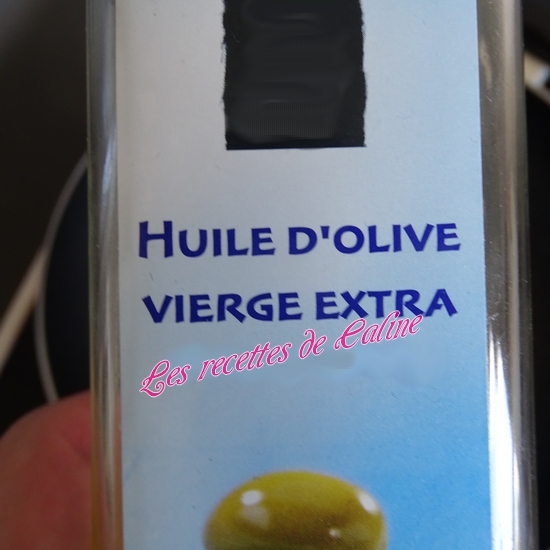 HUILE D'OLIVE
VIERGE EXTRA
Les recettes de Caline